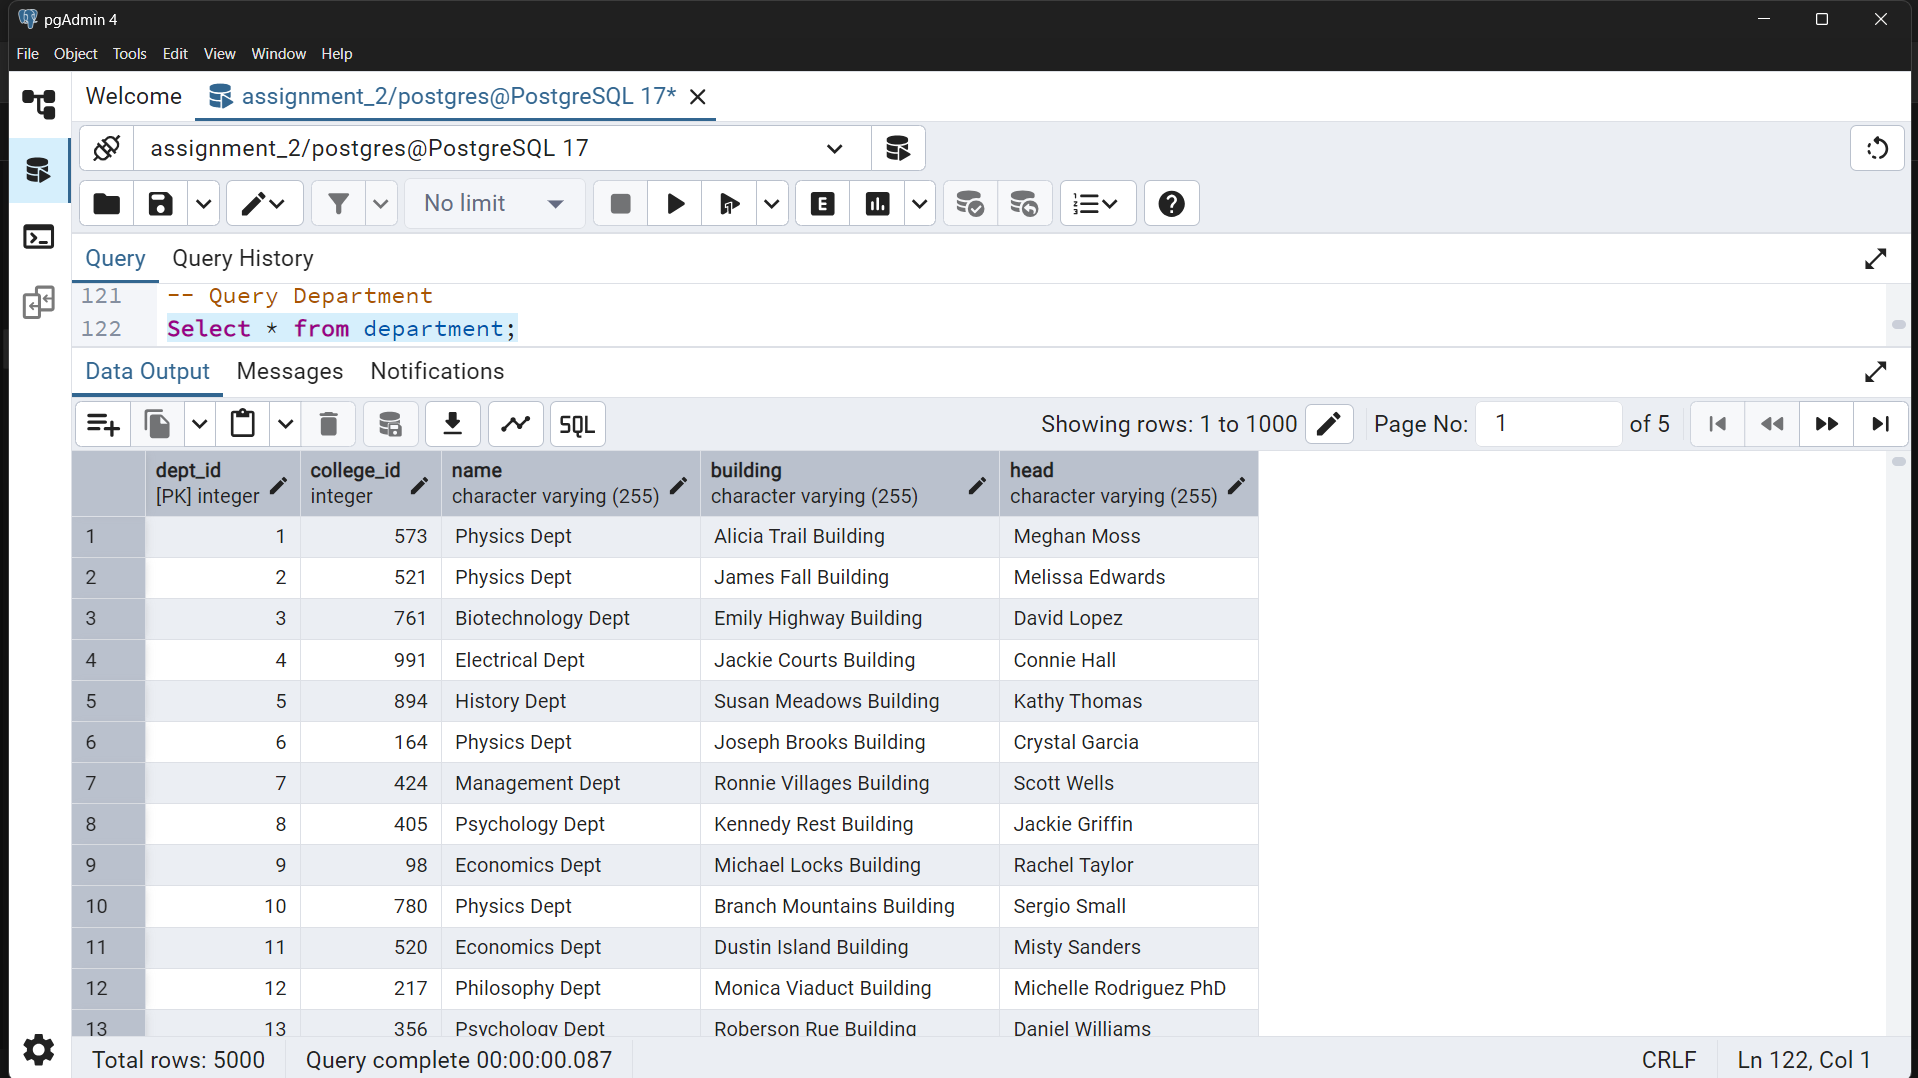 pgAdmin 4
File Object Tools Edit View Window Help
Welcome assignment_2/postgres@PostgreSQL 17*
assignment_2/postgres@PostgreSQL 17
No limit E
Query Query History
121 -- Query Department
122 Select * from department;
Data Output Messages Notifications
SQL Showing rows: 1 to 1000 Page No: 1 of 5
dept_id college_id name building head
[PK] integer integer character varying (255) character varying (255) character varying (255)
1 1 573 Physics Dept Alicia Trail Building Meghan Moss
2 2 521 Physics Dept James Fall Building Melissa Edwards
3 3 761 Biotechnology Dept Emily Highway Building David Lopez
4 4 991 Electrical Dept Jackie Courts Building Connie Hall
5 5 894 History Dept Susan Meadows Building Kathy Thomas
6 6 164 Physics Dept Joseph Brooks Building Crystal Garcia
7 7 424 Management Dept Ronnie Villages Building Scott Wells
8 8 405 Psychology Dept Kennedy Rest Building Jackie Griffin
9 9 98 Economics Dept Michael Locks Building Rachel Taylor
10 10 780 Physics Dept Branch Mountains Building Sergio Small
11 11 520 Economics Dept Dustin Island Building Misty Sanders
12 12 217 Philosophy Dept Monica Viaduct Building Michelle Rodriguez PhD
13 13 356 Psychology Dept Roberson Rue Building Daniel Williams
Total rows: 5000 Query complete 00:00:00.087 CRLF Ln 122, Col 1